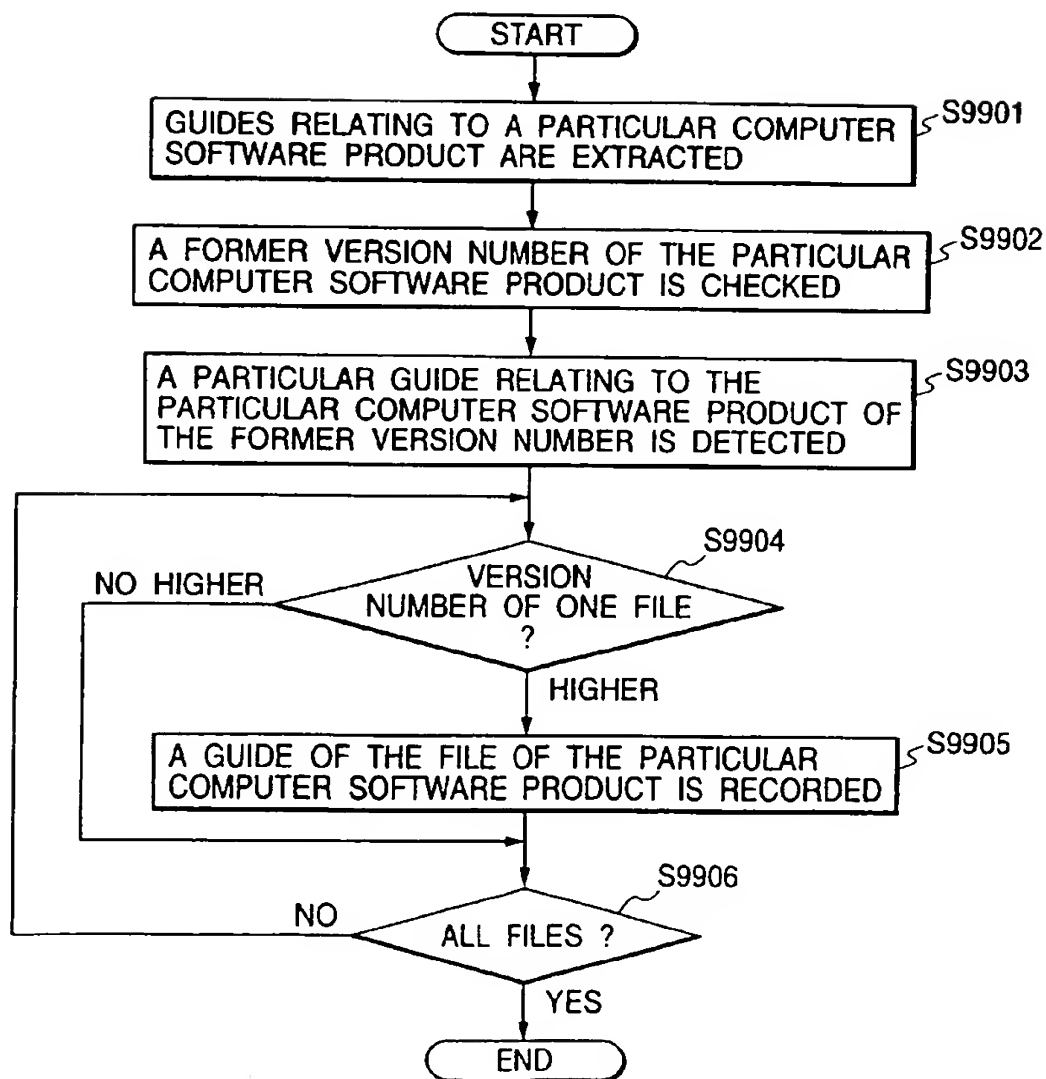 START
GUIDES RELATING TO A PARTICULAR COMPUTER
SOFTWARE PRODUCT ARE EXTRACTED
S9901
A FORMER VERSION NUMBER OF THE PARTICULAR
COMPUTER SOFTWARE PRODUCT IS CHECKED
S9902
A PARTICULAR GUIDE RELATING TO THE
PARTICULAR COMPUTER SOFTWARE PRODUCT OF
THE FORMER VERSION NUMBER IS DETECTED
S9903
S9904
NO HIGHER
VERSION
NUMBER OF ONE FILE
?
HIGHER
A GUIDE OF THE FILE OF THE PARTICULAR
COMPUTER SOFTWARE PRODUCT IS RECORDED
S9905
S9906
NO
ALL FILES ?
YES
END